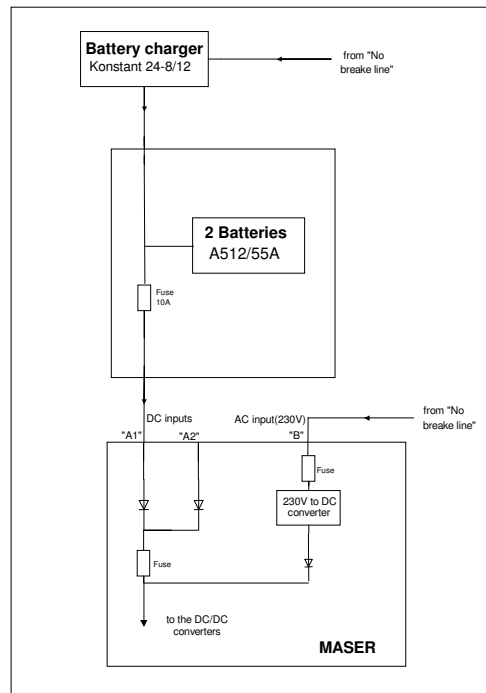 Battery charger
Konstant 24-8/12
from "No
breake line"
2 Batteries
A512/55A
Fuse
10A
DC inputs
AC input(230V)
from "No
breake line"
"A1"
"A2"
"B"
Fuse
230V to DC
converter
Fuse
to the DC/DC
converters
MASER